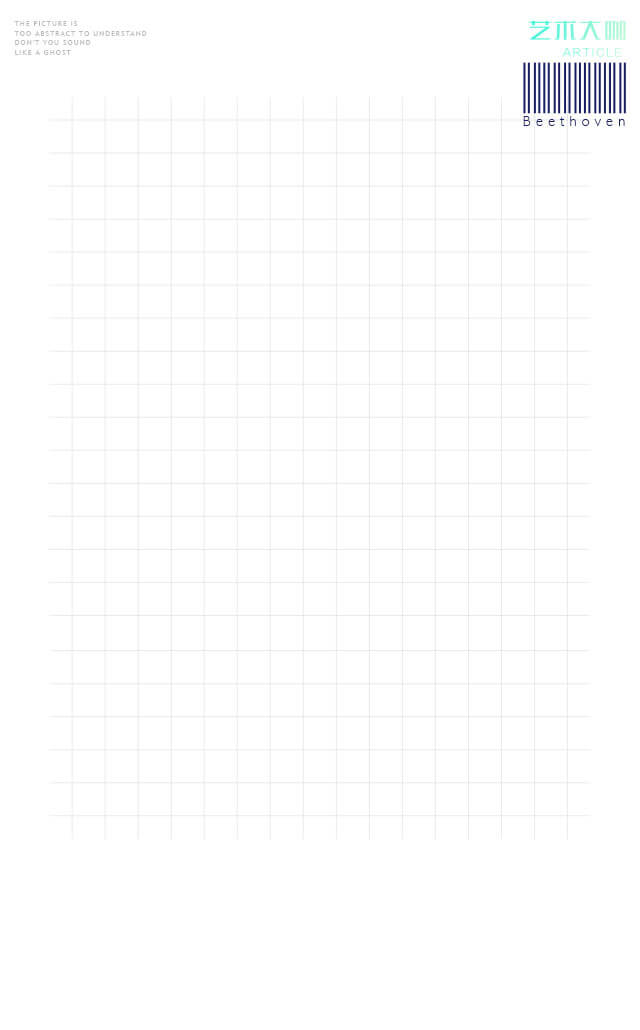 THE PICTURE IS
TOO ABSTRACT TO UNDERSTAND
DON'T YOU SOUND
LIKE A GHOST
艺术大咖
ARTICLE
Beethoven